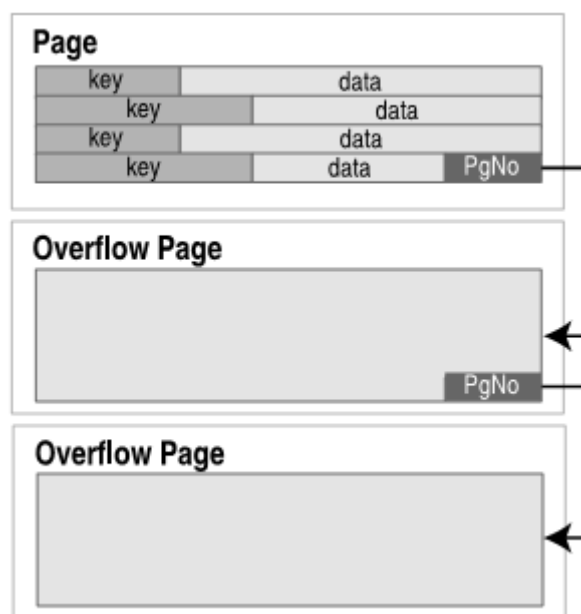 Page
key data
key data
key data
key data PgNo
Overflow Page
PgNo
Overflow Page